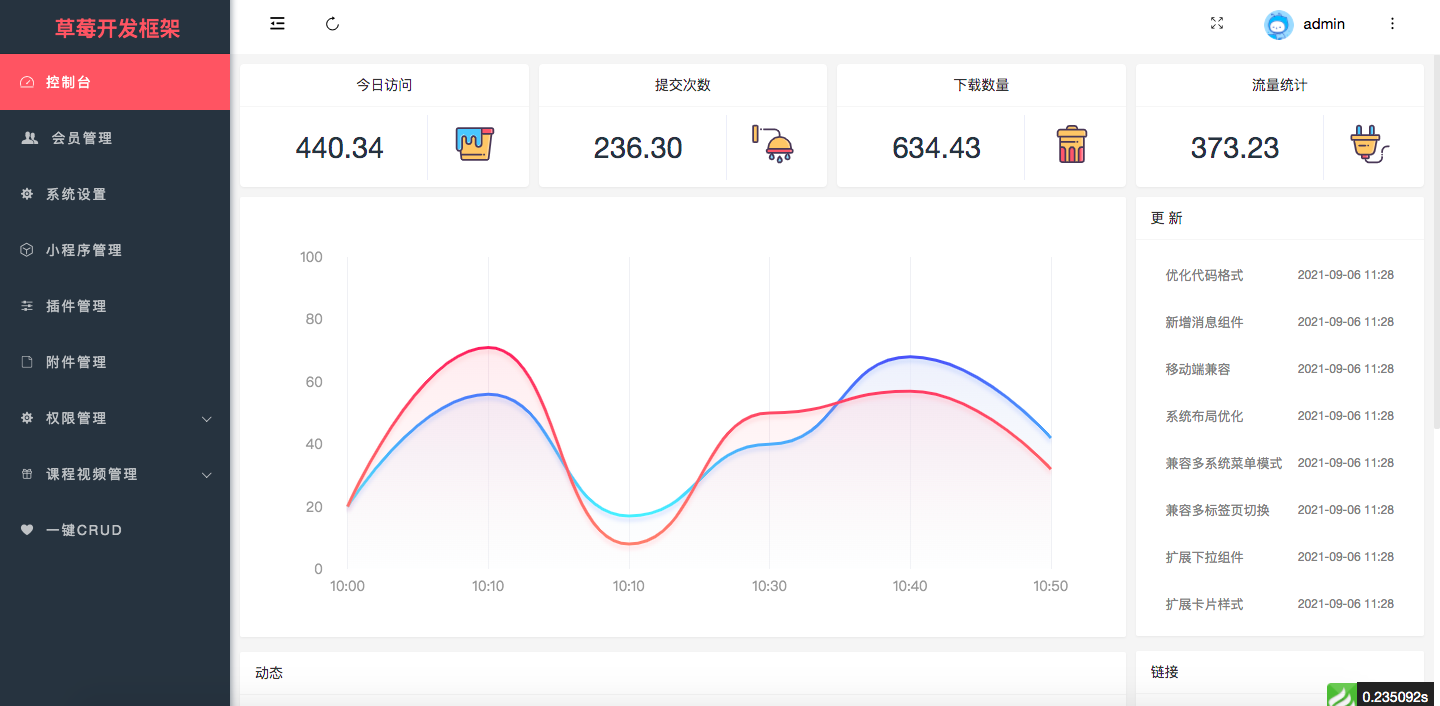 草莓开发框架
admin
控制台
会员管理
系统设置
小程序管理
插件管理
附件管理
权限管理
课程视频管理
一键CRUD
今日访问
440.34
提交次数
236.30
下载数量
634.43
流量统计
373.23
100
80
60
40
20
0
10:00 10:10 10:10 10:30 10:40 10:50
更 新
优化代码格式 2021-09-06 11:28
新增消息组件 2021-09-06 11:28
移动端兼容 2021-09-06 11:28
系统布局优化 2021-09-06 11:28
兼容多系统菜单模式 2021-09-06 11:28
兼容多标签页切换 2021-09-06 11:28
扩展下拉组件 2021-09-06 11:28
扩展卡片样式 2021-09-06 11:28
动态
链接
0.235092s